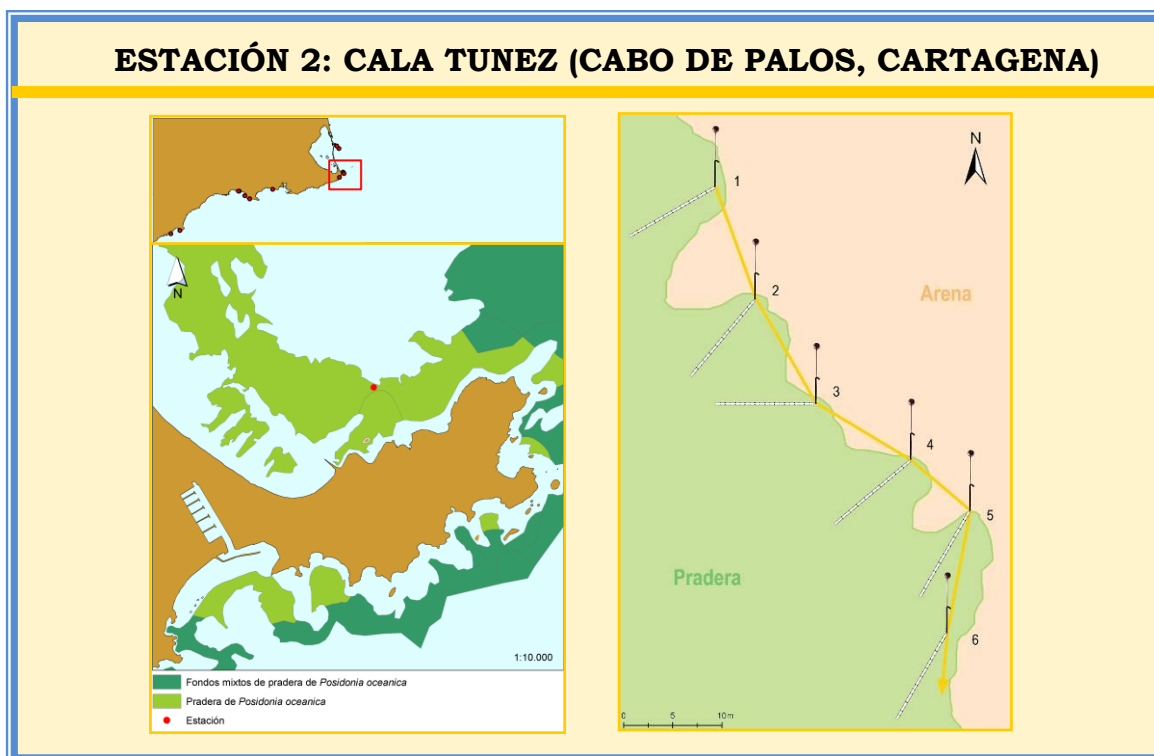 ESTACIÓN 2: CALA TUNEZ (CABO DE PALOS, CARTAGENA)
N
1:10.000
Fondos mixtos de pradera de Posidonia oceanica
Pradera de Posidonia oceanica
Estación
N
1
2
Arena
3
4
5
Pradera
6
0 5 10m